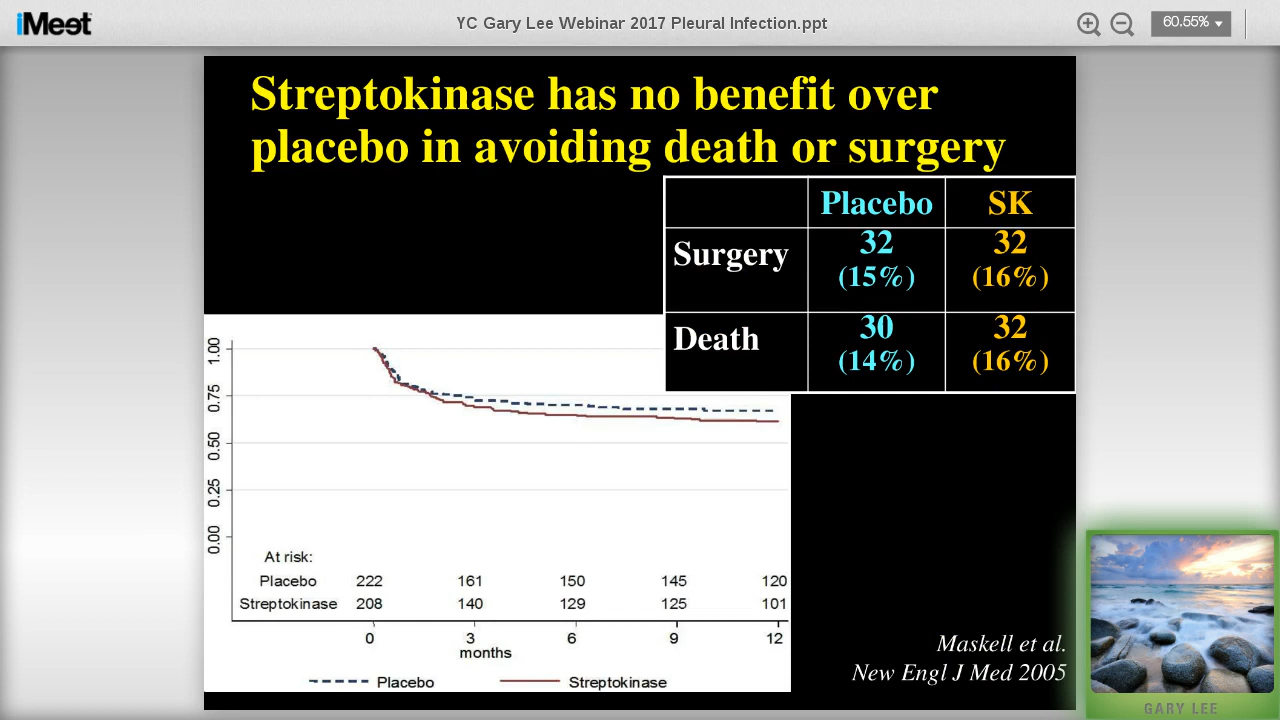 iMeet
YC Gary Lee Webinar 2017 Pleural Infection.ppt
60.55%
Streptokinase has no benefit over
placebo in avoiding death or surgery
Placebo SK
Surgery 32 (15%) 32 (16%)
Death 30 (14%) 32 (16%)
1.00
0.75
0.50
0.25
0.00
At risk:
Placebo 222 161 150 145 120
Streptokinase 208 140 129 125 101
0 3 6 9 12
months
Placebo Streptokinase
Maskell et al.
New Engl J Med 2005
GARY LEE